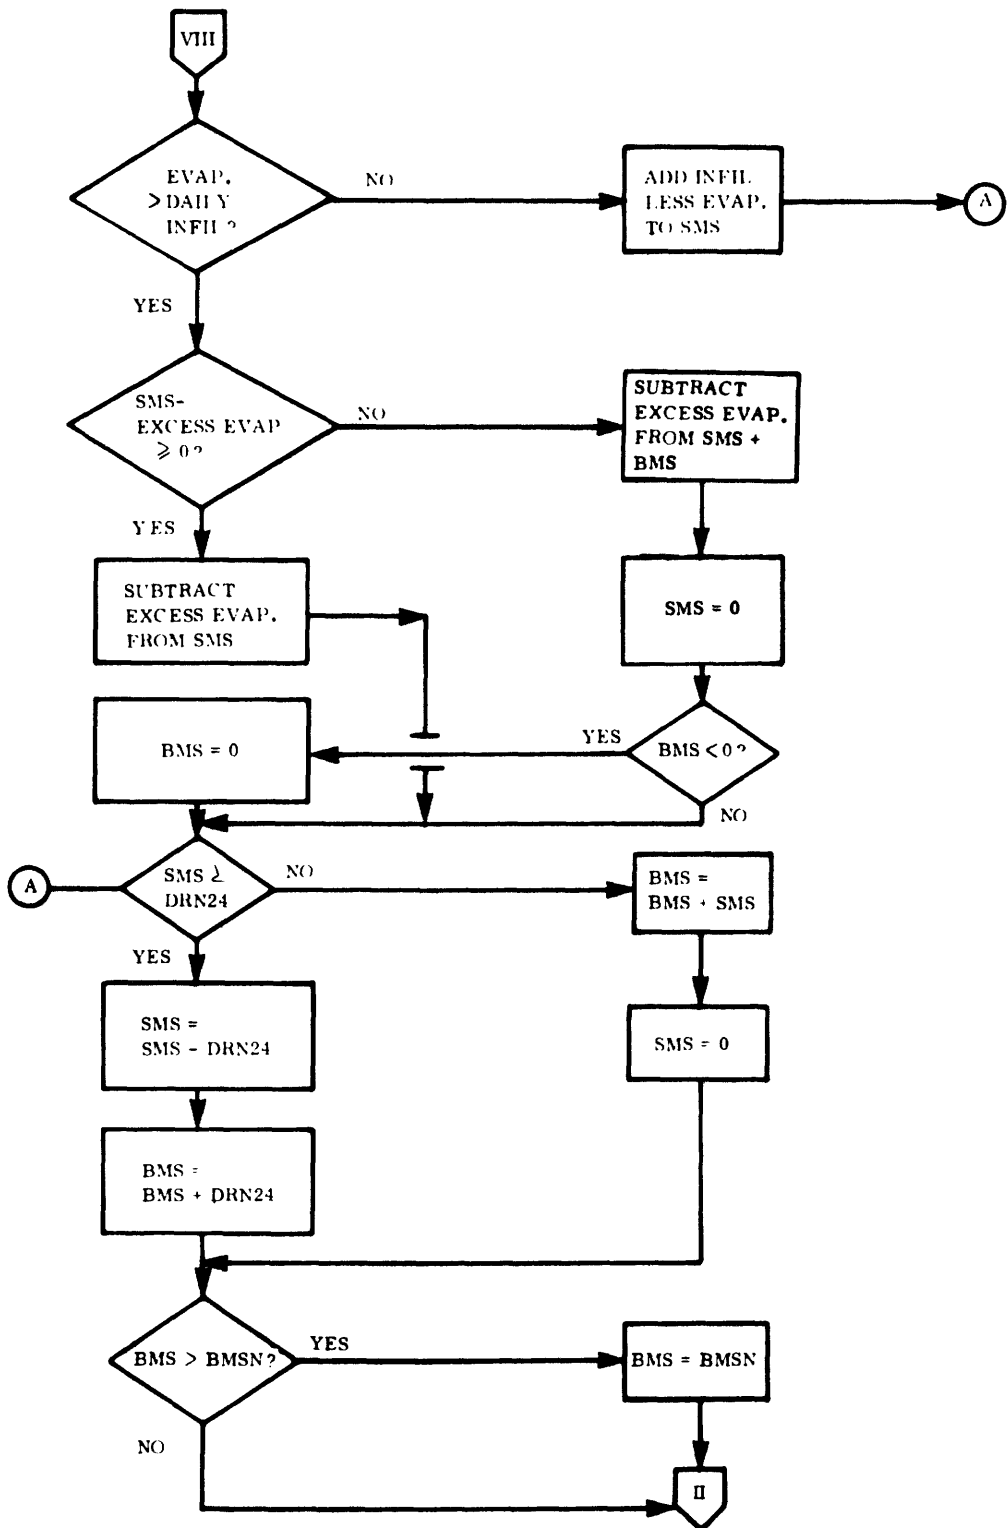 VIII
EVAP.
> DAILY
INFIL?
NO
ADD INFIL.
LESS EVAP.
TO SMS
A
YES
SMS-
EXCESS EVAP
≥ 0?
NO
SUBTRACT
EXCESS EVAP.
FROM SMS +
BMS
YES
SUBTRACT
EXCESS EVAP.
FROM SMS
SMS = 0
BMS = 0
YES
BMS < 0?
NO
A
SMS ≥
DRN24
NO
BMS =
BMS + SMS
YES
SMS =
SMS - DRN24
SMS = 0
BMS =
BMS + DRN24
BMS > BMSN?
YES
BMS = BMSN
NO
II